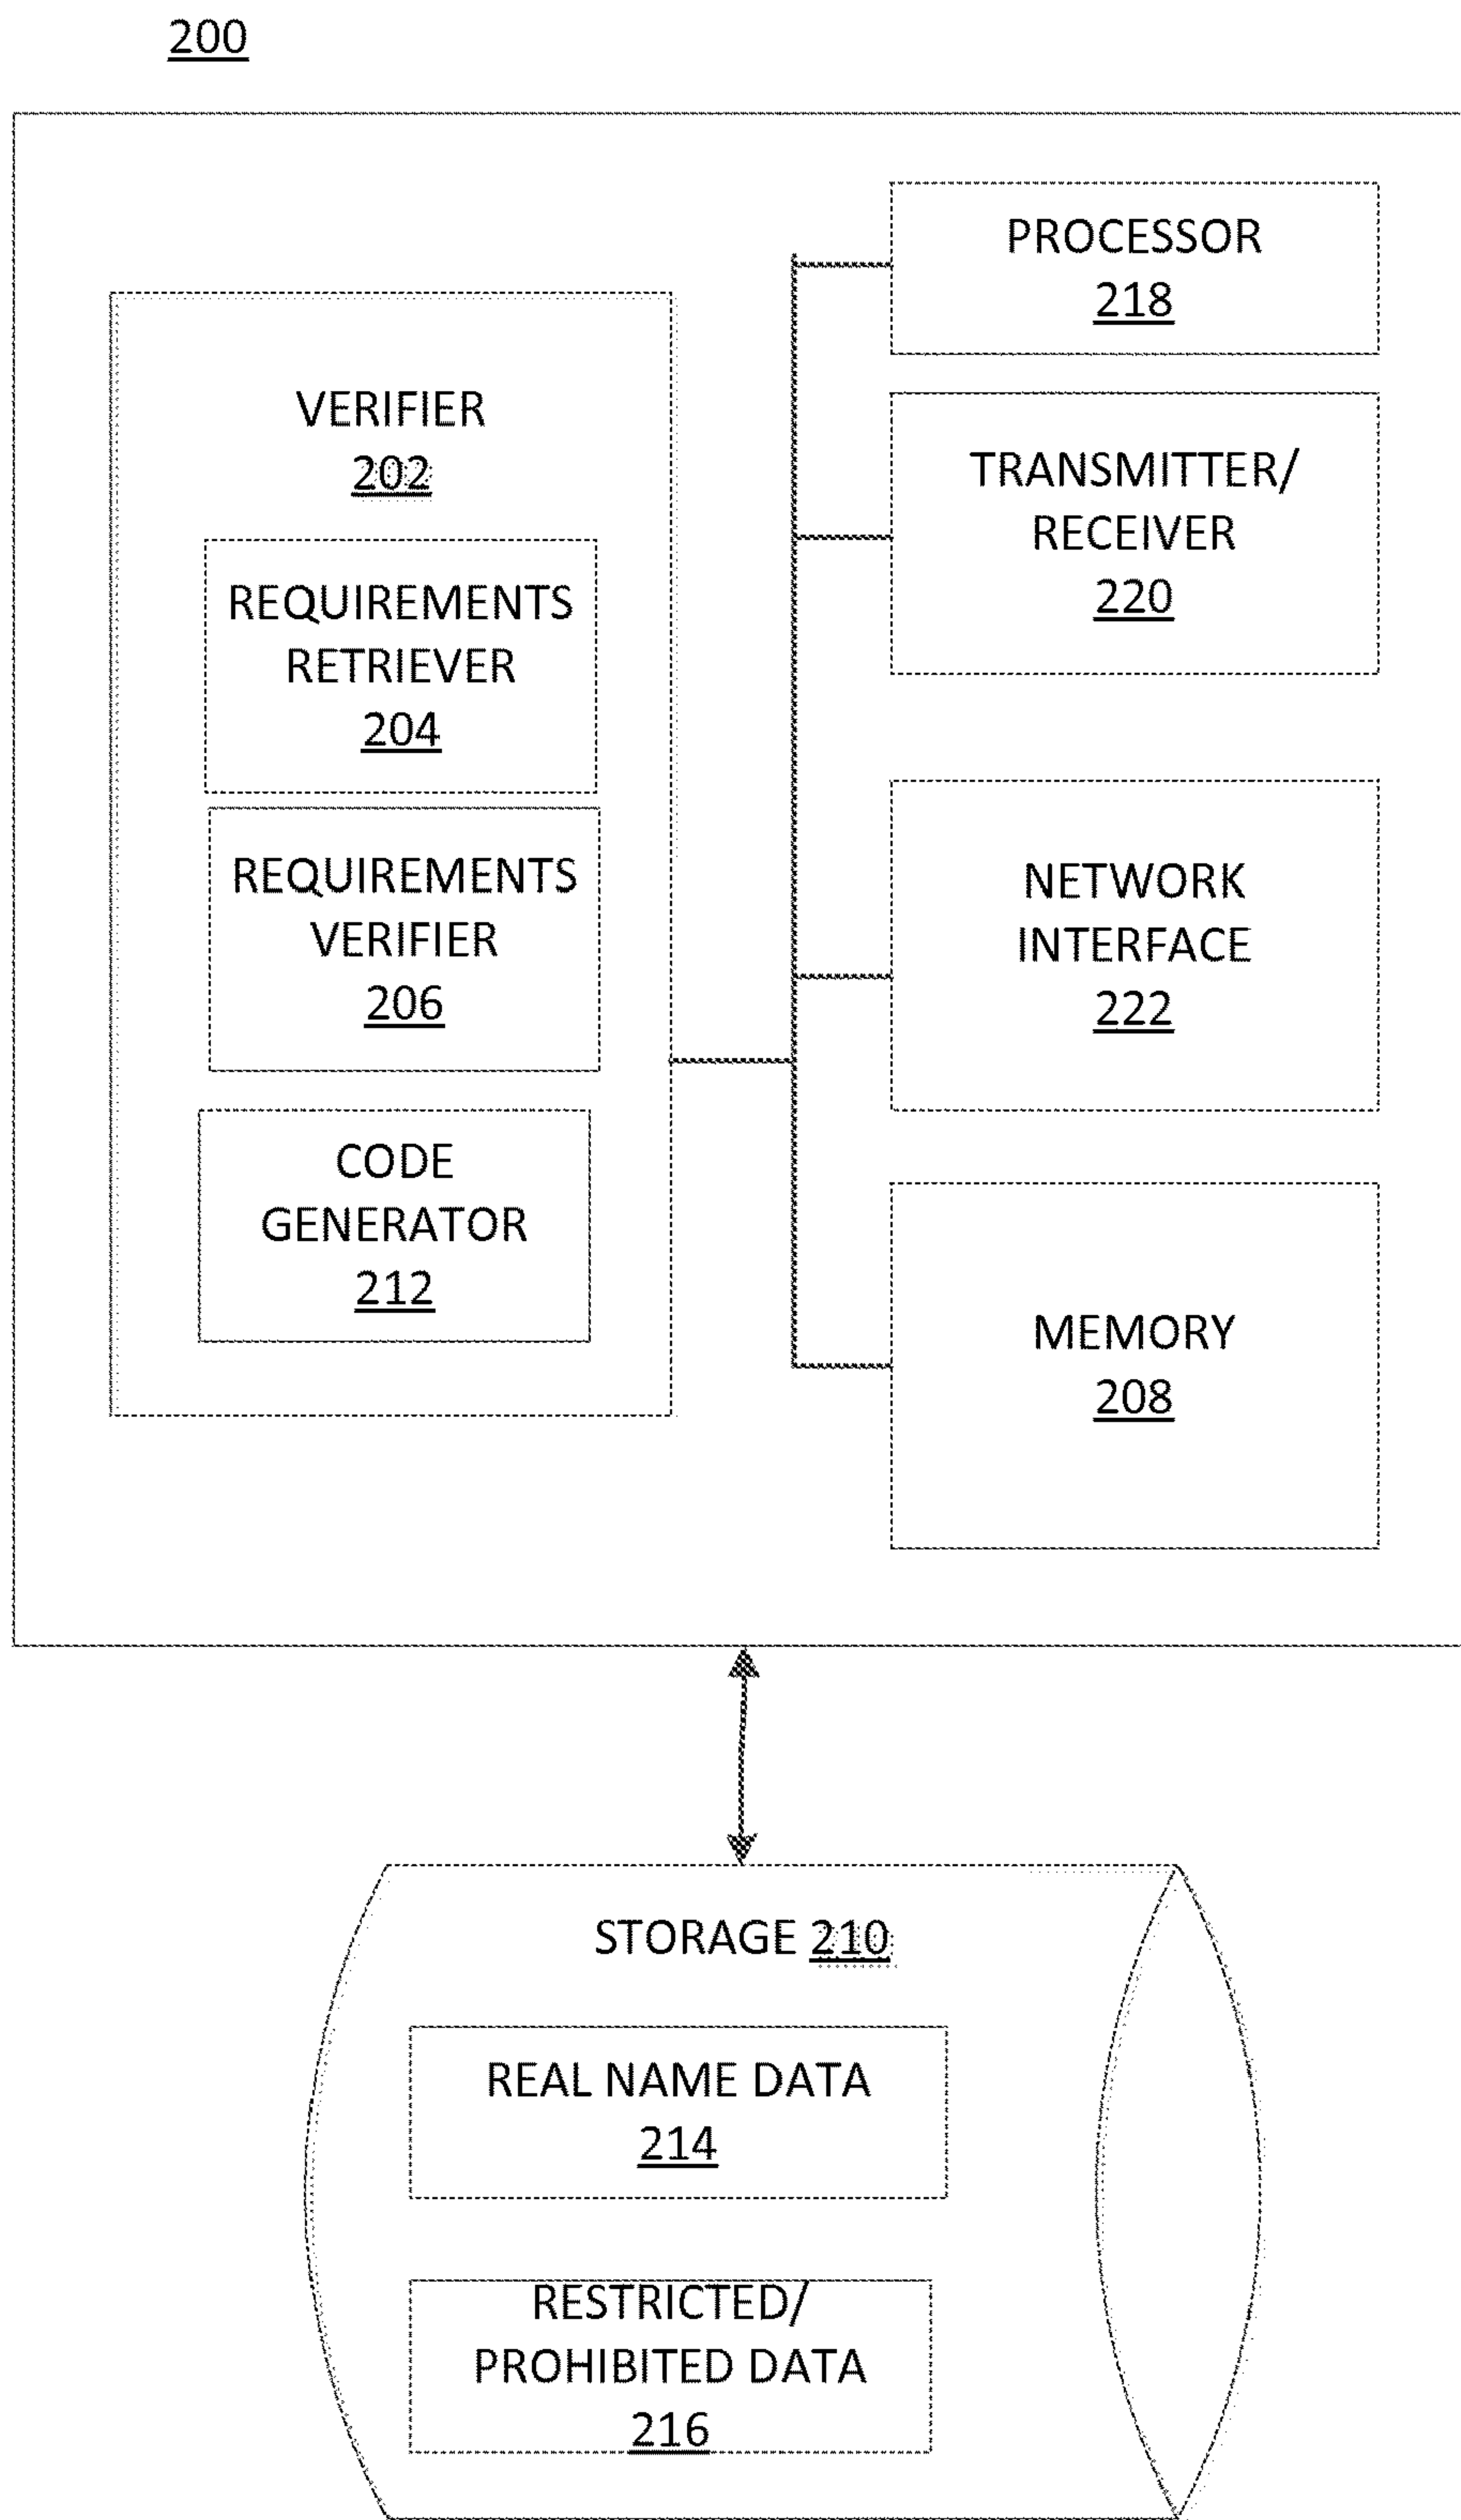 200
VERIFIER
202
REQUIREMENTS
RETRIEVER
204
REQUIREMENTS
VERIFIER
206
CODE
GENERATOR
212
PROCESSOR
218
TRANSMITTER/
RECEIVER
220
NETWORK
INTERFACE
222
MEMORY
208
STORAGE 210
REAL NAME DATA
214
RESTRICTED/
PROHIBITED DATA
216